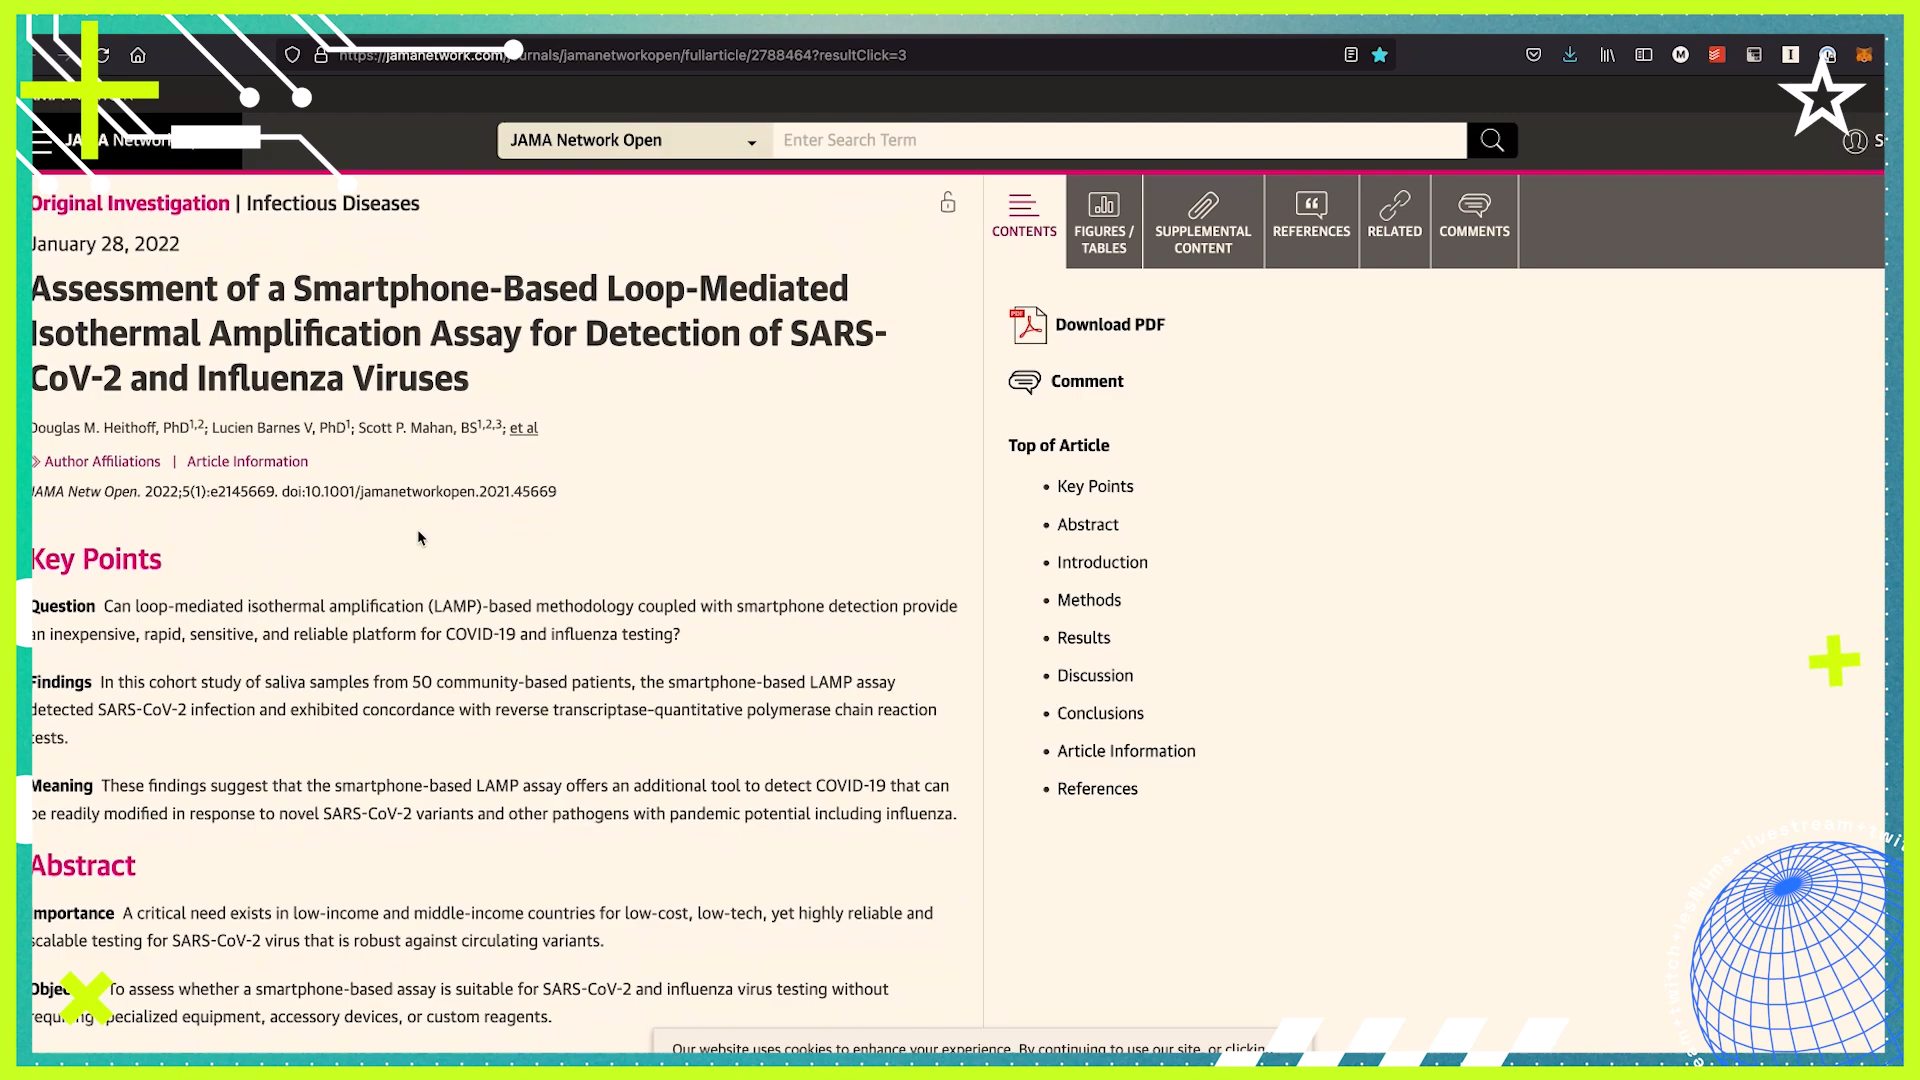 https://jamanetwork.com/journals/jamanetworkopen/fullarticle/2788464?resultClick=3
JAMA Network
JAMA Network Open
Enter Search Term
Original Investigation | Infectious Diseases
January 28, 2022
Assessment of a Smartphone-Based Loop-Mediated
Isothermal Amplification Assay for Detection of SARS-
CoV-2 and Influenza Viruses
Douglas M. Heithoff, PhD1,2; Lucien Barnes V, PhD1; Scott P. Mahan, BS1,2,3; et al
Author Affiliations | Article Information
JAMA Netw Open. 2022;5(1):e2145669. doi:10.1001/jamanetworkopen.2021.45669
Key Points
Question Can loop-mediated isothermal amplification (LAMP)-based methodology coupled with smartphone detection provide
an inexpensive, rapid, sensitive, and reliable platform for COVID-19 and influenza testing?
Findings In this cohort study of saliva samples from 50 community-based patients, the smartphone-based LAMP assay
detected SARS-CoV-2 infection and exhibited concordance with reverse transcriptase–quantitative polymerase chain reaction
tests.
Meaning These findings suggest that the smartphone-based LAMP assay offers an additional tool to detect COVID-19 that can
be readily modified in response to novel SARS-CoV-2 variants and other pathogens with pandemic potential including influenza.
Abstract
Importance A critical need exists in low-income and middle-income countries for low-cost, low-tech, yet highly reliable and
scalable testing for SARS-CoV-2 virus that is robust against circulating variants.
To assess whether a smartphone-based assay is suitable for SARS-CoV-2 and influenza virus testing without
specialized equipment, accessory devices, or custom reagents.
CONTENTS
FIGURES /
TABLES
SUPPLEMENTAL
CONTENT
REFERENCES
RELATED
COMMENTS
PDF
Download PDF
Comment
Top of Article
• Key Points
• Abstract
• Introduction
• Methods
• Results
• Discussion
• Conclusions
• Article Information
• References
Our website uses cookies to enhance your experience. By continuing to use our site, or clickin
M
I
livestream+